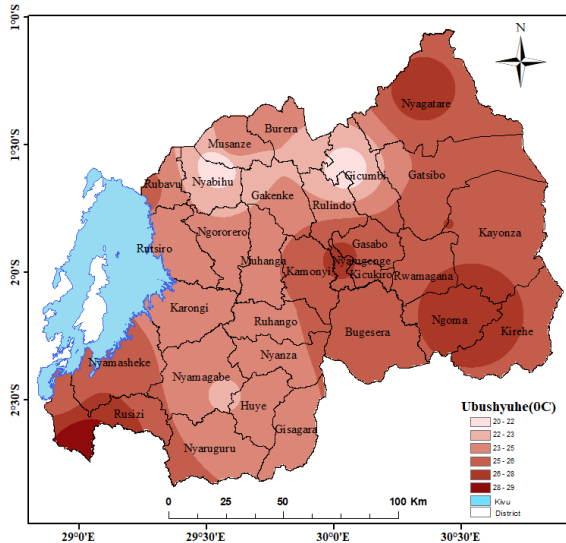 1°0'S
N
Nyagatare
Burera
Musanze
1°30'S
Gicumbi
Gatsibo
Rubavu
Nyabihu
Gakenke
Rulindo
Ngororero
Kayonza
Rutsiro
Gasabo
Muhanga
Nyarugenge
2°0'S
Kamonyi
Kicukiro
Rwamagana
Karongi
Ruhango
Ngoma
Bugesera
Kirehe
Nyanza
Nyamasheke
Nyamagabe
2°30'S
Huye
Rusizi
Gisagara
Nyaruguru
Ubushyuhe(0C)
20 - 22
22 - 23
23 - 25
25 - 26
26 - 28
28 - 29
Kivu
District
0 25 50 100 Km
29°0'E 29°30'E 30°0'E 30°30'E